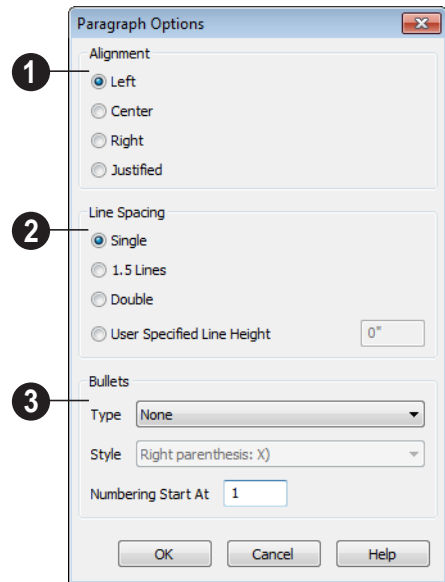 Paragraph Options
1
Alignment
Left
Center
Right
Justified
2
Line Spacing
Single
1.5 Lines
Double
User Specified Line Height 0"
3
Bullets
Type None
Style Right parenthesis: X)
Numbering Start At 1
OK Cancel Help